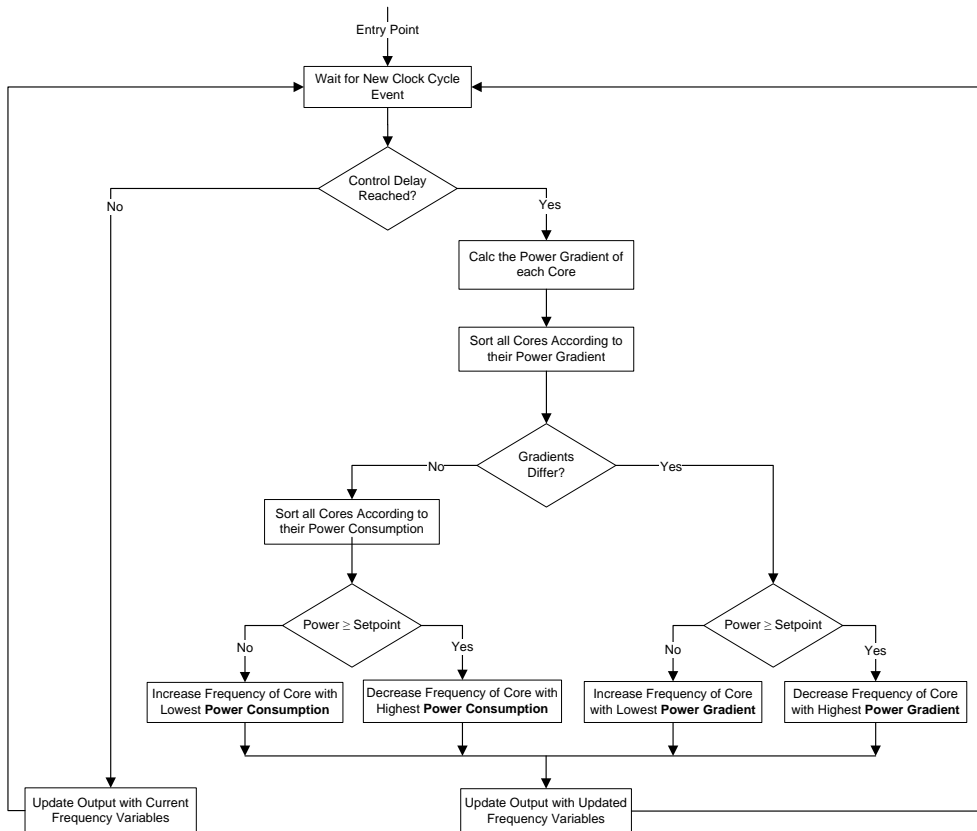 Entry Point
Wait for New Clock Cycle
Event
Control Delay
Reached?
No
Yes
Calc the Power Gradient of
each Core
Sort all Cores According to
their Power Gradient
Gradients
Differ?
No
Yes
Sort all Cores According to
their Power Consumption
Power ≥ Setpoint
Power ≥ Setpoint
No
Yes
No
Yes
Increase Frequency of Core with
Lowest Power Consumption
Decrease Frequency of Core with
Highest Power Consumption
Increase Frequency of Core
with Lowest Power Gradient
Decrease Frequency of Core
with Highest Power Gradient
Update Output with Current
Frequency Variables
Update Output with Updated
Frequency Variables